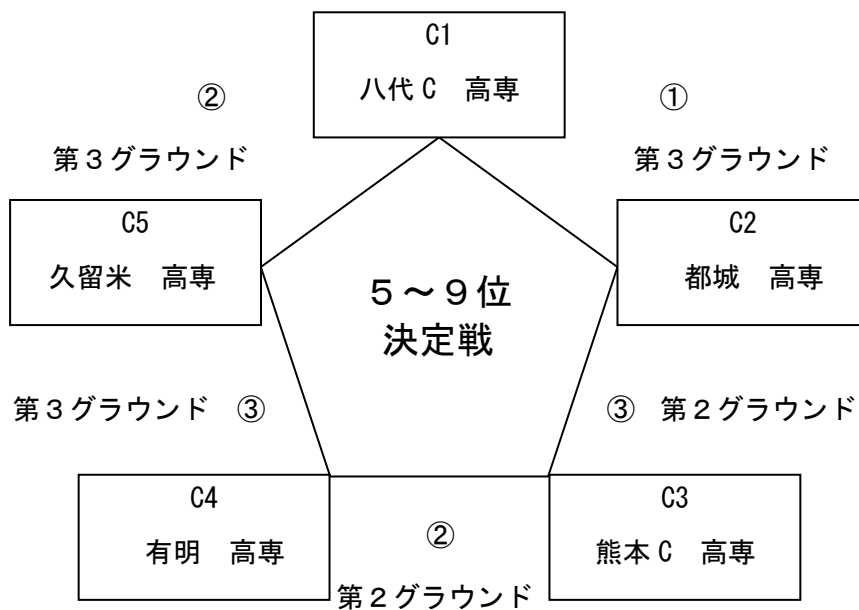 C1
八代C 高専
②
①
第３グラウンド
第３グラウンド
C5
久留米 高専
C2
都城 高専
５～９位
決定戦
第３グラウンド ③
③ 第２グラウンド
C4
有明 高専
C3
熊本C 高専
②
第２グラウンド